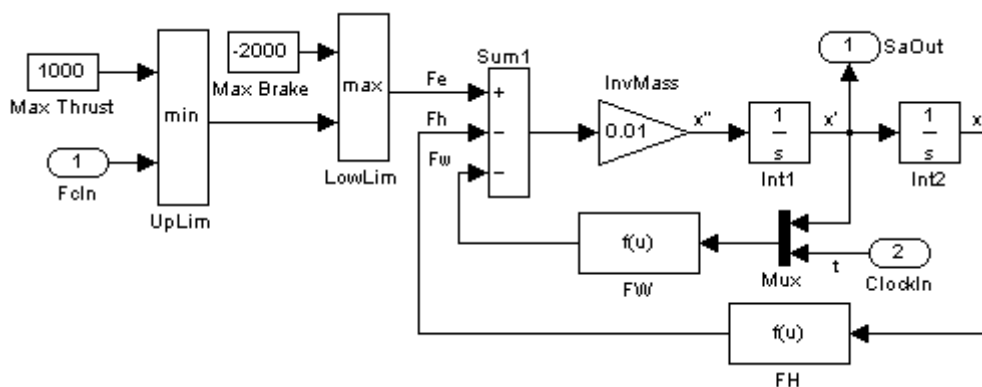 1000
Max Thrust
1
FcIn
min
UpLim
-2000
Max Brake
max
LowLim
Fe
Fh
Fw
Sum1
+
−
−
InvMass
0.01
x''
1
s
Int1
x'
1
SaOut
1
s
Int2
x
f(u)
FW
Mux
t
2
ClockIn
f(u)
FH